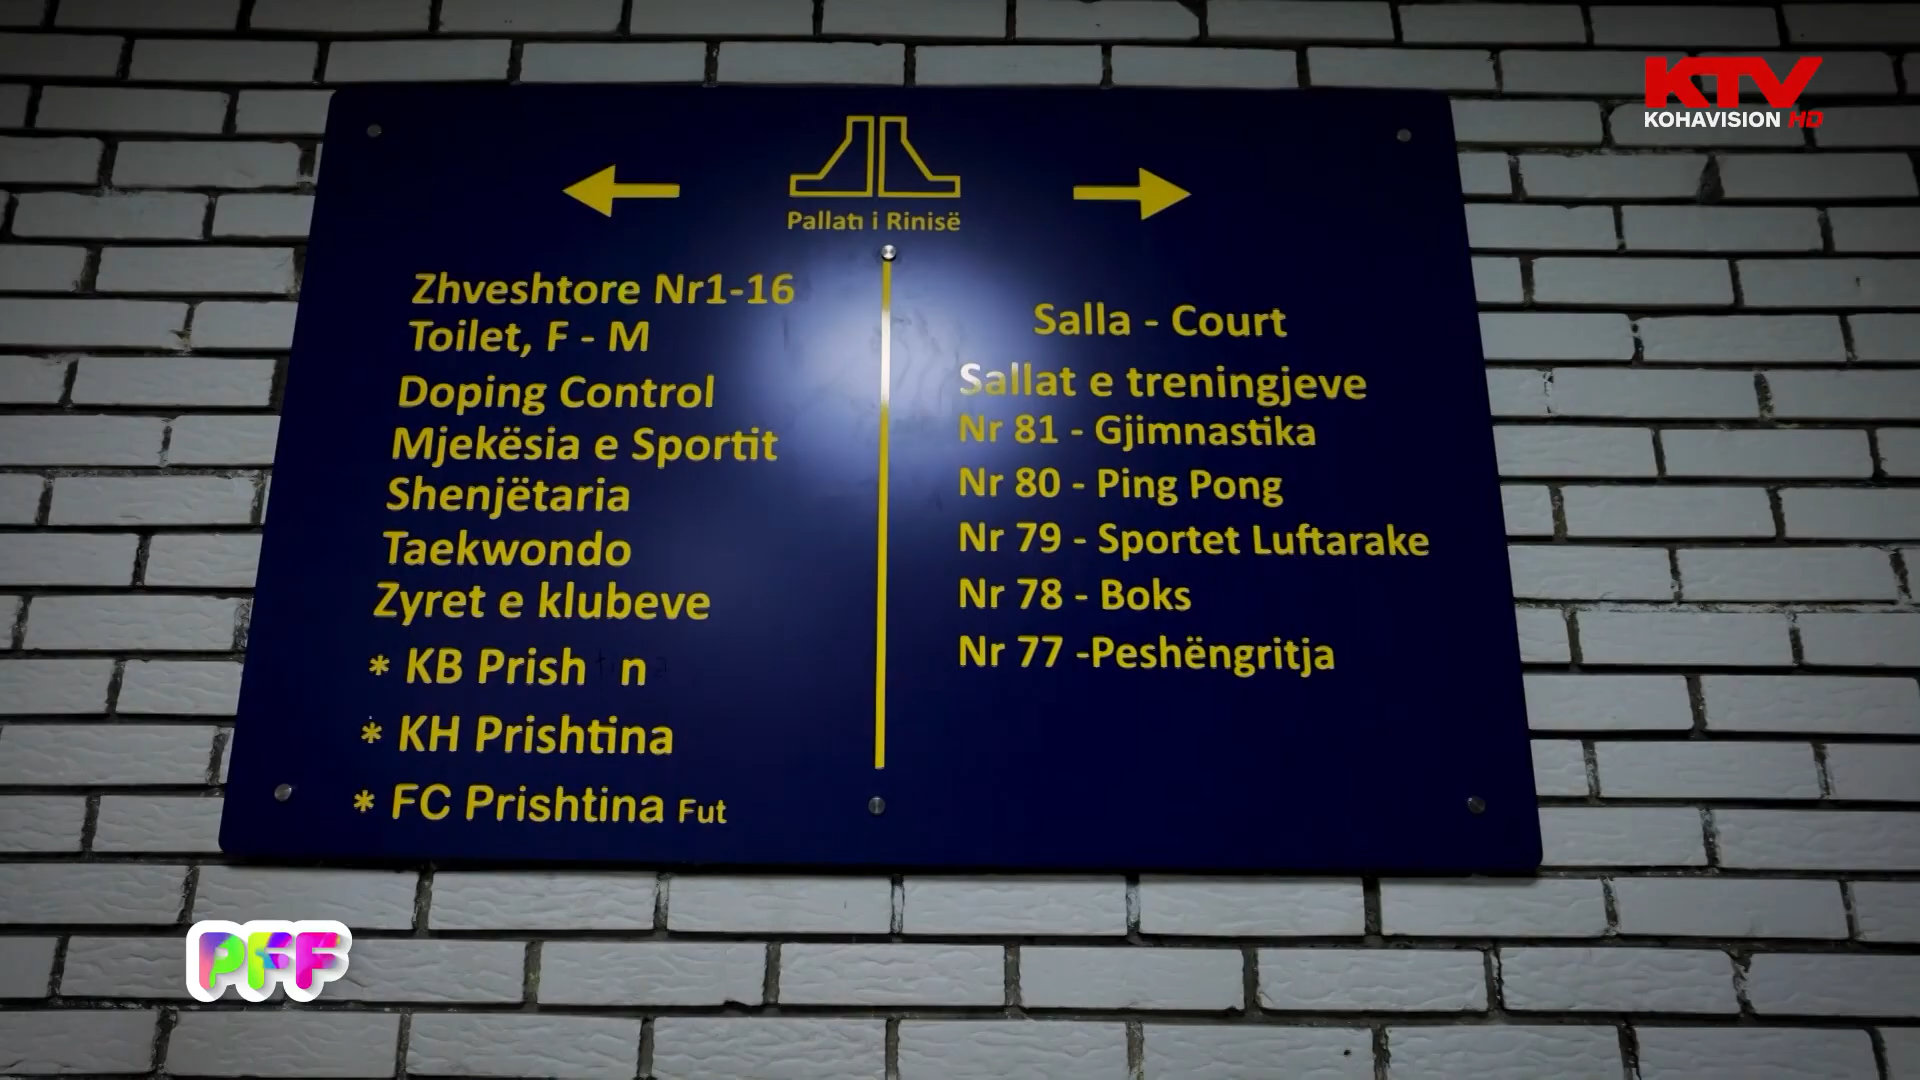 KTV
KOHAVISION HD
Pallati i Rinisë
Zhveshtore Nr1-16
Toilet, F - M
Doping Control
Mjekësia e Sportit
Shenjëtaria
Taekwondo
Zyret e klubeve
* KB Prish tin
* KH Prishtina
* FC Prishtina Fut
Salla - Court
Sallat e treningjeve
Nr 81 - Gjimnastika
Nr 80 - Ping Pong
Nr 79 - Sportet Luftarake
Nr 78 - Boks
Nr 77 -Peshëngritja
PFF